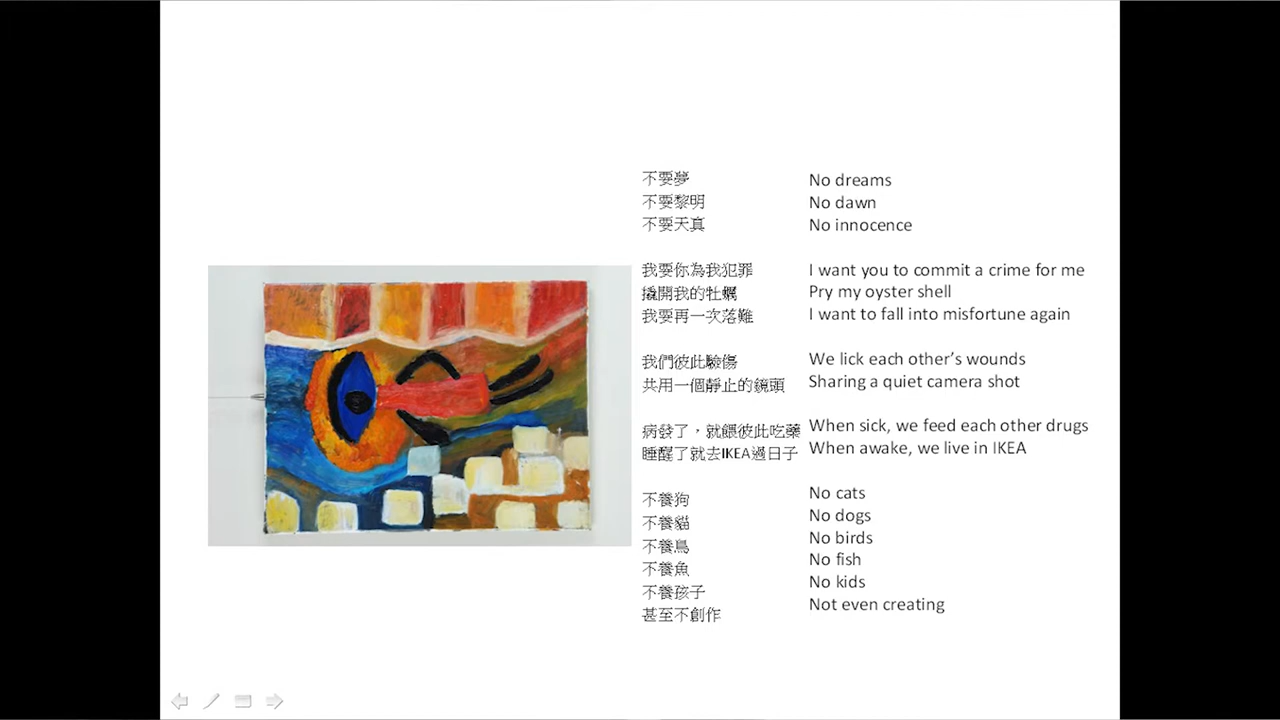 不要夢
不要黎明
不要天真
我要你為我犯罪
撬開我的牡蠣
我要再一次落難
我們彼此驗傷
共用一個靜止的鏡頭
病發了，就餵彼此吃藥
睡醒了就去IKEA過日子
不養狗
不養貓
不養鳥
不養魚
不養孩子
甚至不創作
No dreams
No dawn
No innocence
I want you to commit a crime for me
Pry my oyster shell
I want to fall into misfortune again
We lick each other’s wounds
Sharing a quiet camera shot
When sick, we feed each other drugs
When awake, we live in IKEA
No cats
No dogs
No birds
No fish
No kids
Not even creating